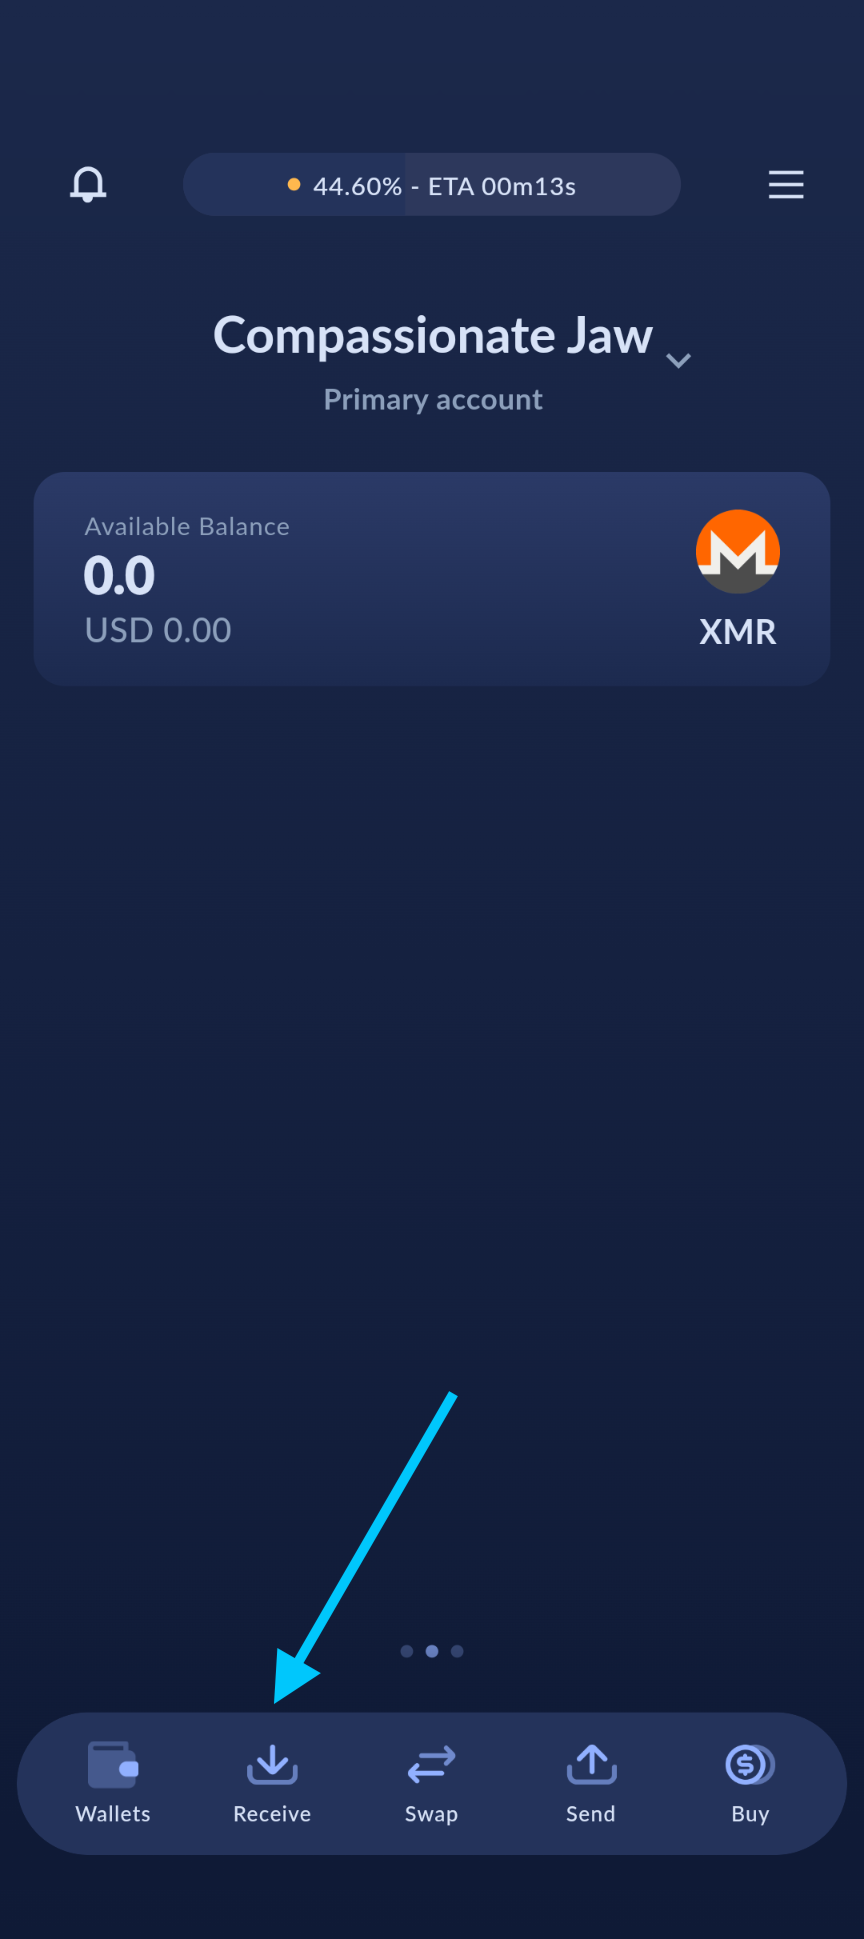 44.60% - ETA 00m13s
Compassionate Jaw
Primary account
Available Balance
0.0
USD 0.00
XMR
Wallets
Receive
Swap
Send
Buy